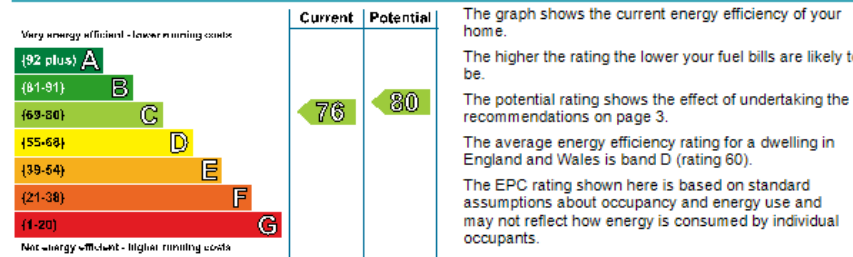 Current Potential
Very energy efficient - lower running costs
(92 plus) A
(81-91) B
(69-80) C
(55-68) D
(39-54) E
(21-38) F
(1-20) G
Not energy efficient - higher running costs
76
80
The graph shows the current energy efficiency of your
home.
The higher the rating the lower your fuel bills are likely to
be.
The potential rating shows the effect of undertaking the
recommendations on page 3.
The average energy efficiency rating for a dwelling in
England and Wales is band D (rating 60).
The EPC rating shown here is based on standard
assumptions about occupancy and energy use and
may not reflect how energy is consumed by individual
occupants.